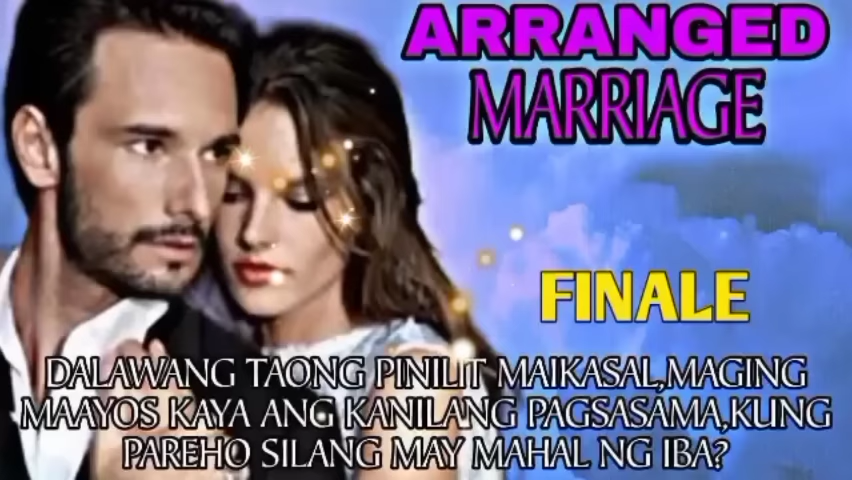 ARRANGED
MARRIAGE
FINALE
DALAWANG TAONG PINILIT MAIKASAL,MAGING
MAAYOS KAYA ANG KANILANG PAGSASAMA,KUNG
PAREHO SILANG MAY MAHAL NG IBA?